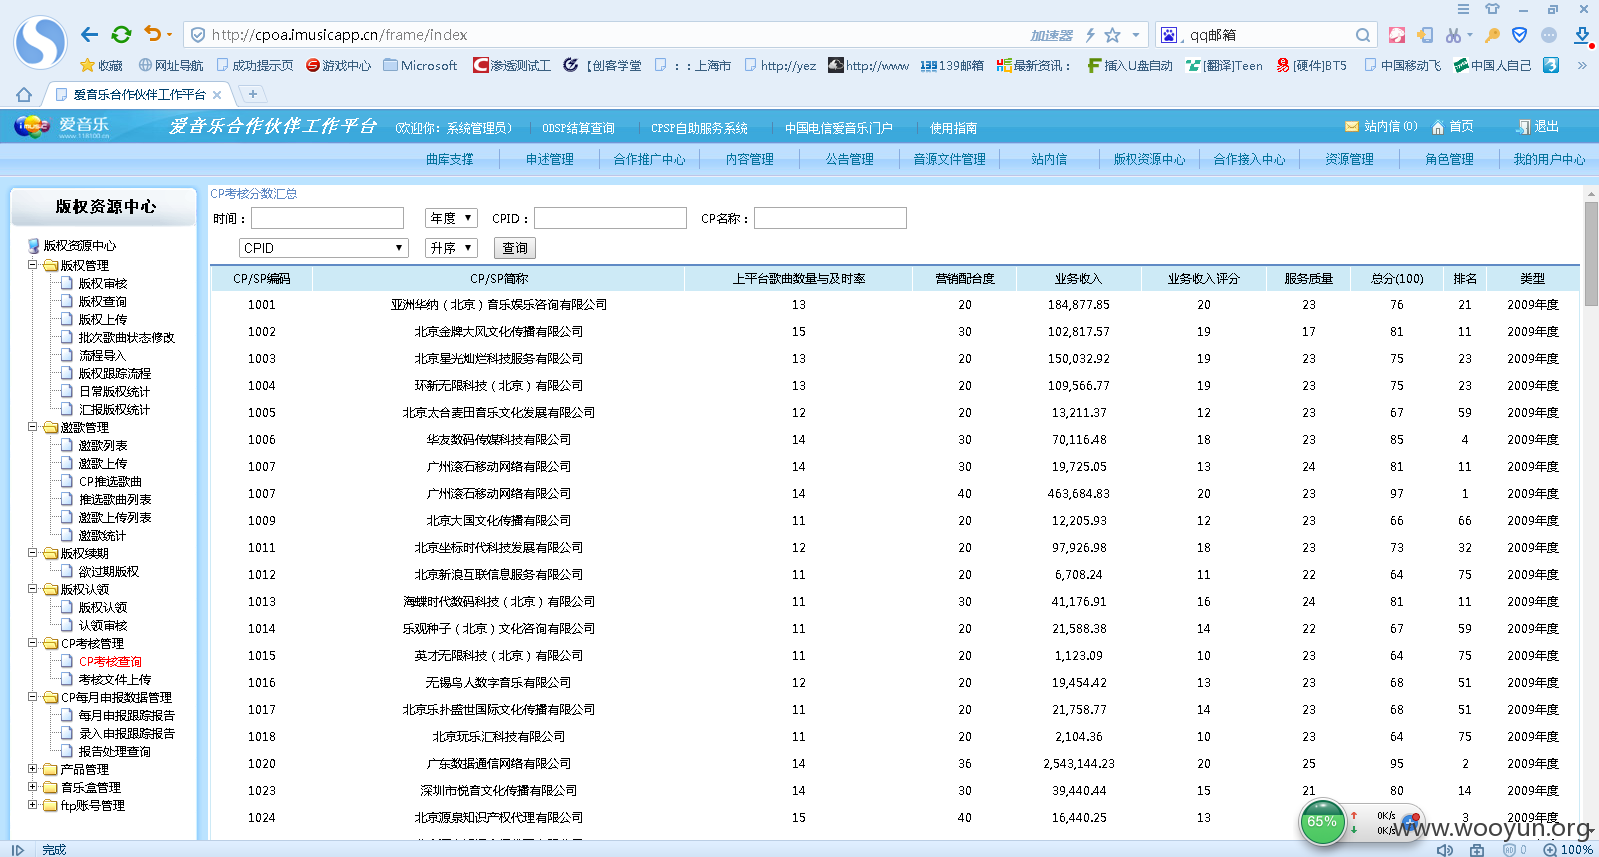 http://cpoa.imusicapp.cn/frame/index
加速器
qq邮箱
收藏 网址导航 成功提示页 游戏中心 Microsoft 渗透测试工 【创客学堂 ：：上海市 http://yez http://www 139邮箱 最新资讯： 插入U盘自动 [翻译]Teen [硬件]BT5 中国移动飞 中国人自己
爱音乐合作伙伴工作平台
爱音乐 www.118100.cn 爱音乐合作伙伴工作平台 (欢迎你：系统管理员) ODSP结算查询 CPSP自助服务系统 中国电信爱音乐门户 使用指南 站内信(0) 首页 退出
曲库支撑 申述管理 合作推广中心 内容管理 公告管理 音源文件管理 站内信 版权资源中心 合作接入中心 资源管理 角色管理 我的用户中心
版权资源中心
版权资源中心
版权管理
版权审核
版权查询
版权上传
批次歌曲状态修改
流程导入
版权跟踪流程
日常版权统计
汇报版权统计
邀歌管理
邀歌列表
邀歌上传
CP推选歌曲
推选歌曲列表
邀歌上传列表
邀歌统计
版权续期
欲过期版权
版权认领
版权认领
认领审核
CP考核管理
CP考核查询
考核文件上传
CP每月申报数据管理
每月申报跟踪报告
录入申报跟踪报告
报告处理查询
产品管理
音乐盒管理
ftp账号管理
CP考核分数汇总
时间： 年度 CPID： CP名称：
CPID 升序 查询
CP/SP编码 CP/SP简称 上平台歌曲数量与及时率 营销配合度 业务收入 业务收入评分 服务质量 总分(100) 排名 类型
1001 亚洲华纳（北京）音乐娱乐咨询有限公司 13 20 184,877.85 20 23 76 21 2009年度
1002 北京金牌大风文化传播有限公司 15 30 102,817.57 19 17 81 11 2009年度
1003 北京星光灿烂科技服务有限公司 13 20 150,032.92 19 23 75 23 2009年度
1004 环新无限科技（北京）有限公司 13 20 109,566.77 19 23 75 23 2009年度
1005 北京太合麦田音乐文化发展有限公司 12 20 13,211.37 12 23 67 59 2009年度
1006 华友数码传媒科技有限公司 14 30 70,116.48 18 23 85 4 2009年度
1007 广州滚石移动网络有限公司 14 30 19,725.05 13 24 81 11 2009年度
1007 广州滚石移动网络有限公司 14 40 463,684.83 20 23 97 1 2009年度
1009 北京大国文化传播有限公司 11 20 12,205.93 12 23 66 66 2009年度
1011 北京坐标时代科技发展有限公司 12 20 97,926.98 18 23 73 32 2009年度
1012 北京新浪互联信息服务有限公司 11 20 6,708.24 11 22 64 75 2009年度
1013 海蝶时代数码科技（北京）有限公司 11 30 41,176.91 16 24 81 11 2009年度
1014 乐观种子（北京）文化咨询有限公司 11 20 21,588.38 14 22 67 59 2009年度
1015 英才无限科技（北京）有限公司 11 20 1,123.09 10 23 64 75 2009年度
1016 无锡鸟人数字音乐有限公司 12 20 19,454.42 13 23 68 51 2009年度
1017 北京乐扑盛世国际文化传播有限公司 11 20 21,758.77 14 23 68 51 2009年度
1018 北京玩乐汇科技有限公司 11 20 2,104.36 10 23 64 75 2009年度
1020 广东数据通信网络有限公司 14 36 2,543,144.23 20 25 95 2 2009年度
1023 深圳市悦音文化传播有限公司 14 30 39,440.44 15 21 80 14 2009年度
1024 北京源泉知识产权代理有限公司 15 40 16,440.25 13 3 2009年度
65% 0K/s 0K/s
www.wooyun.org
完成 0 100%